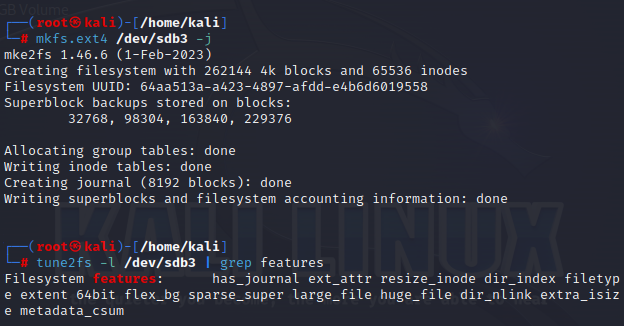 GB Volume
┌──(root㉿kali)-[/home/kali]
└─# mkfs.ext4 /dev/sdb3 -j
mke2fs 1.46.6 (1-Feb-2023)
Creating filesystem with 262144 4k blocks and 65536 inodes
Filesystem UUID: 64aa513a-a423-4897-afdd-e4b6d6019558
Superblock backups stored on blocks:
        32768, 98304, 163840, 229376

Allocating group tables: done
Writing inode tables: done
Creating journal (8192 blocks): done
Writing superblocks and filesystem accounting information: done

┌──(root㉿kali)-[/home/kali]
└─# tune2fs -l /dev/sdb3 | grep features
Filesystem features:      has_journal ext_attr resize_inode dir_index filetyp
e extent 64bit flex_bg sparse_super large_file huge_file dir_nlink extra_isiz
e metadata_csum
KALI LINUX